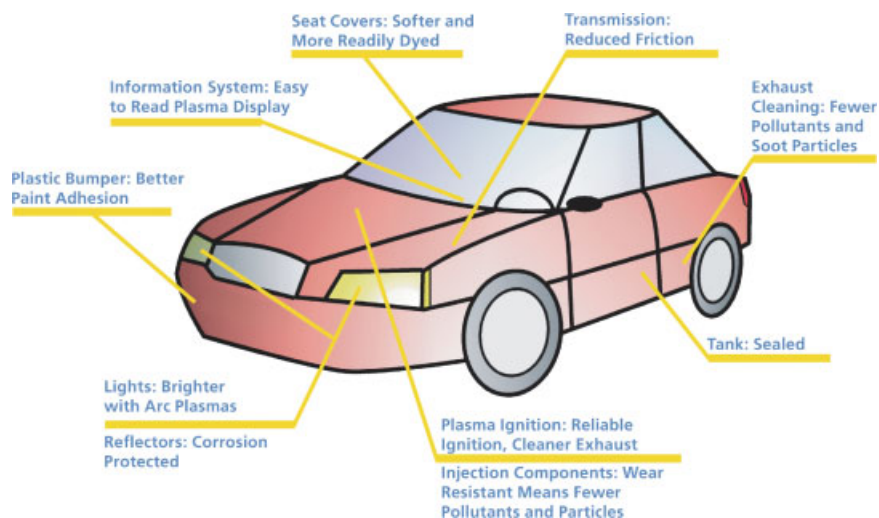 Seat Covers: Softer and
More Readily Dyed
Transmission:
Reduced Friction
Information System: Easy
to Read Plasma Display
Exhaust
Cleaning: Fewer
Pollutants and
Soot Particles
Plastic Bumper: Better
Paint Adhesion
Tank: Sealed
Lights: Brighter
with Arc Plasmas
Reflectors: Corrosion
Protected
Plasma Ignition: Reliable
Ignition, Cleaner Exhaust
Injection Components: Wear
Resistant Means Fewer
Pollutants and Particles